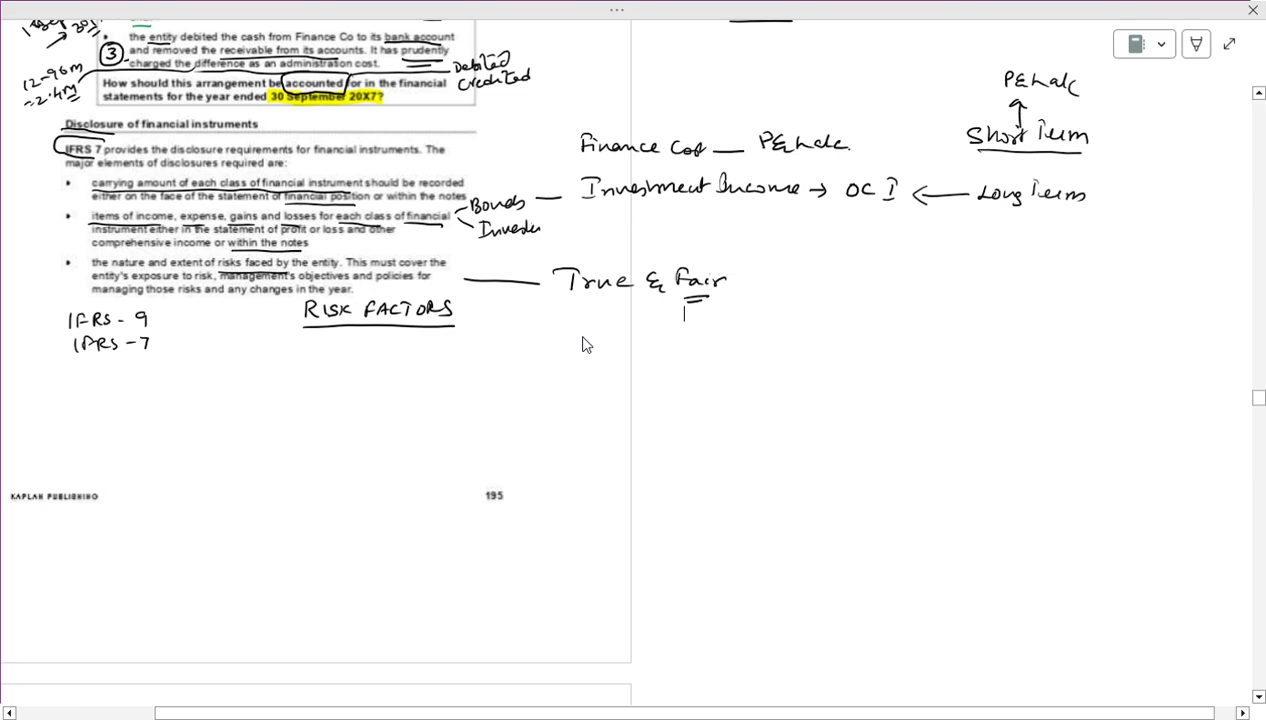 30%
the entity debited the cash from Finance Co to its bank account
and removed the receivable from its accounts. It has prudently
charged the difference as an administration cost.
3
12-9.6m
=2.4m
Debited
Credited
How should this arrangement be accounted for in the financial
statements for the year ended 30 September 20X7?
Disclosure of financial instruments
IFRS 7 provides the disclosure requirements for financial instruments. The
major elements of disclosures required are:
• carrying amount of each class of financial instrument should be recorded
either on the face of the statement of financial position or within the notes
• items of income, expense, gains and losses for each class of financial
instrument either in the statement of profit or loss and other
comprehensive income or within the notes
• the nature and extent of risks faced by the entity. This must cover the
entity's exposure to risk, management's objectives and policies for
managing those risks and any changes in the year.
Bonds
RISK FACTORS
IFRS - 9
IFRS - 7
KAPLAN PUBLISHING
195
Short Term
Finance Cost —
Investment Income → OCI ← Long Term
True & Fair